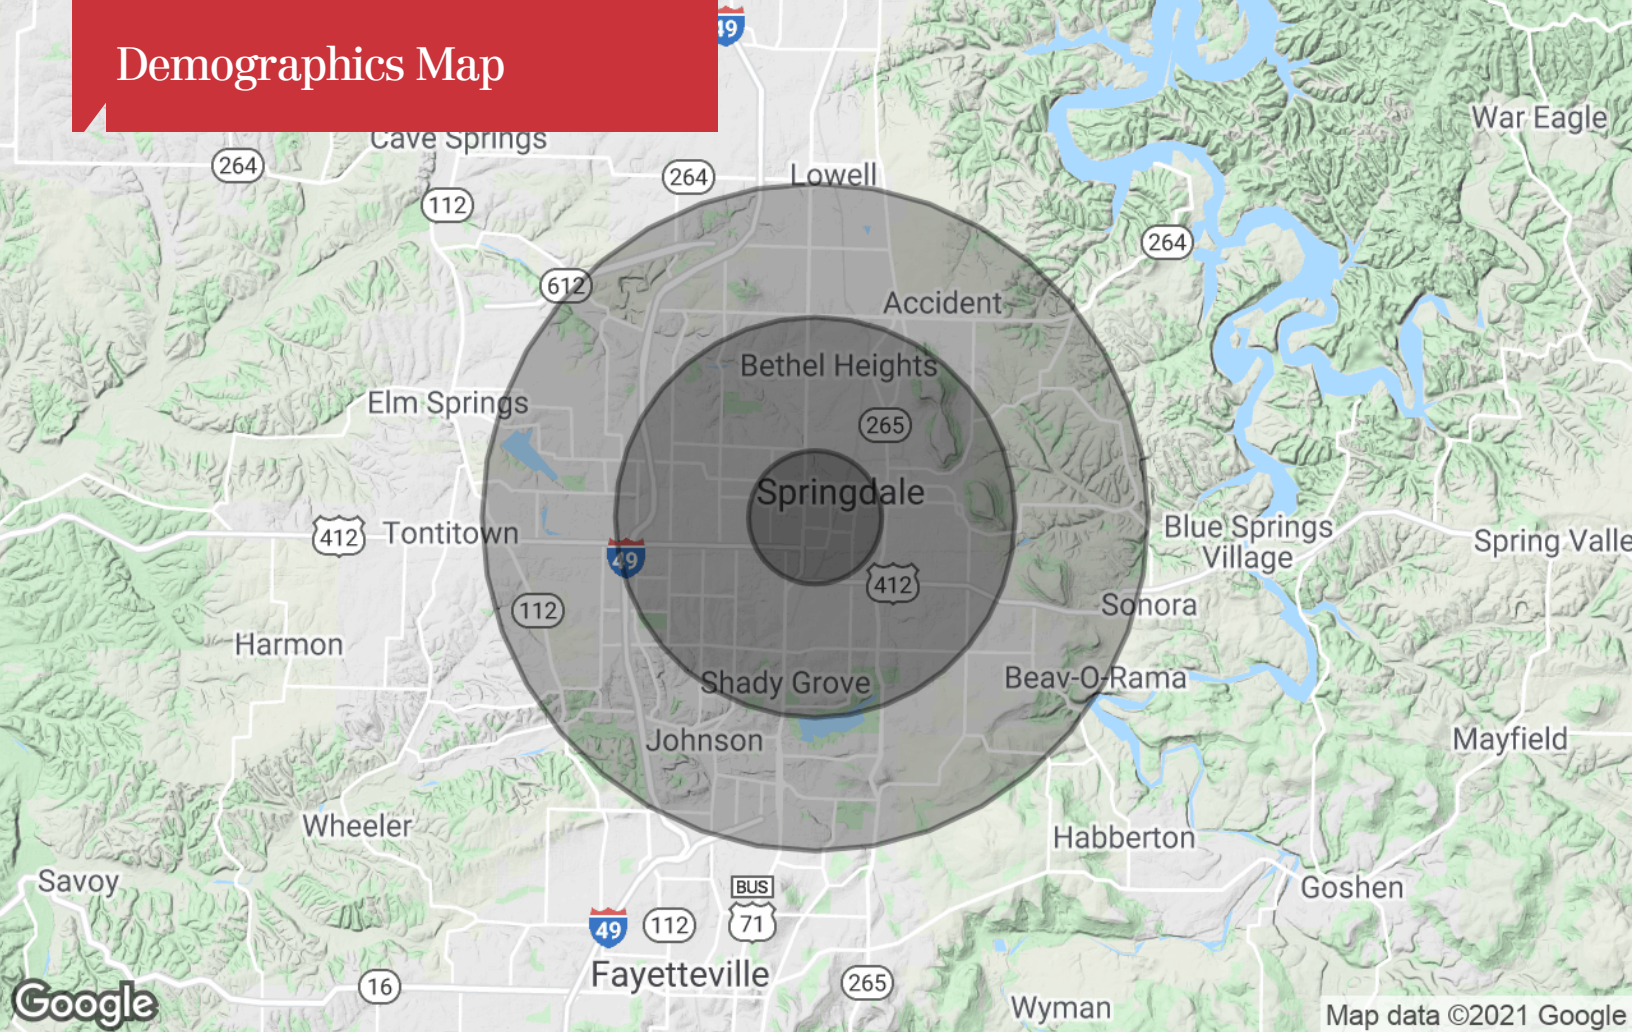 Demographics Map
49
War Eagle
Cave Springs
264
264
Lowell
112
264
612
Accident
Bethel Heights
Elm Springs
265
Springdale
412
Tontitown
Blue Springs
Village
Spring Valle
49
412
112
Sonora
Harmon
Shady Grove
Beav-O-Rama
Johnson
Mayfield
Wheeler
Habberton
Savoy
Goshen
BUS
71
49
112
Fayetteville
265
16
Google
Wyman
Map data ©2021 Google